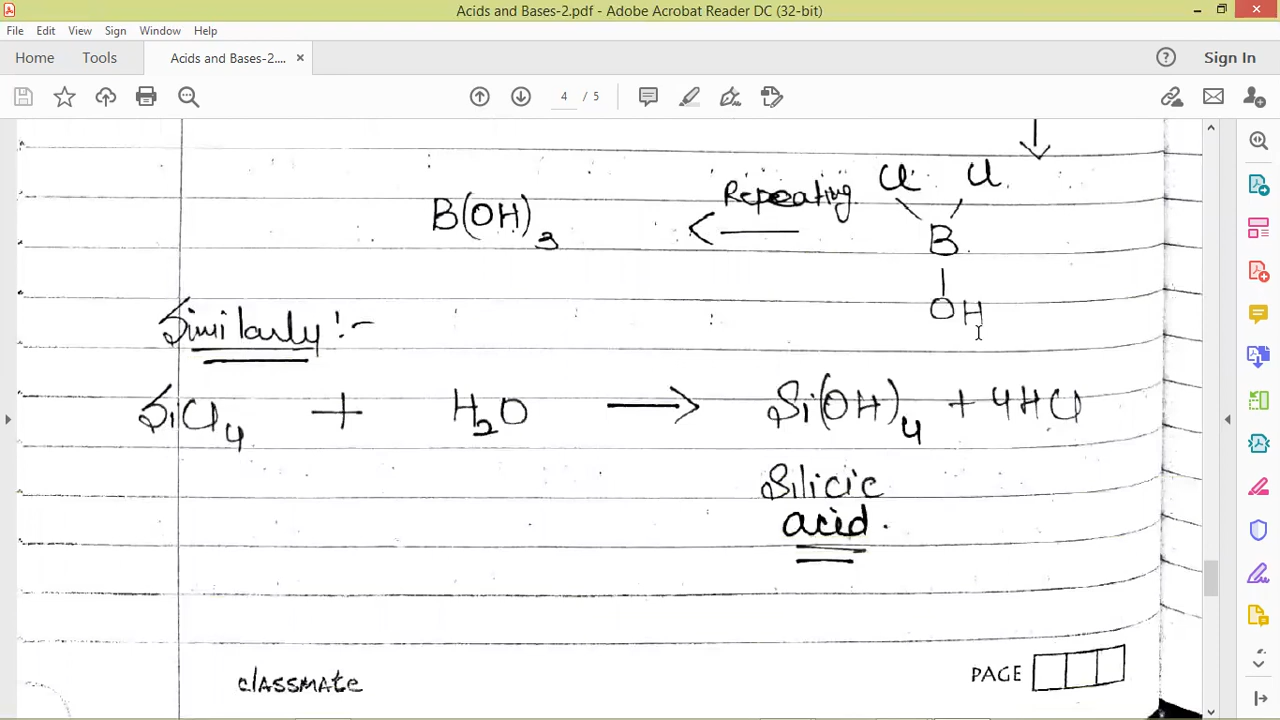 Acids and Bases-2.pdf - Adobe Acrobat Reader DC (32-bit)
File Edit View Sign Window Help
Home Tools Acids and Bases-2.... × Sign In
4 / 5
Cl Cl
B(OH)3 Repeating
B
OH
Similarly :-
SiCl4 + H2O → Si(OH)4 + 4HCl
Silicic
acid.
classmate
PAGE